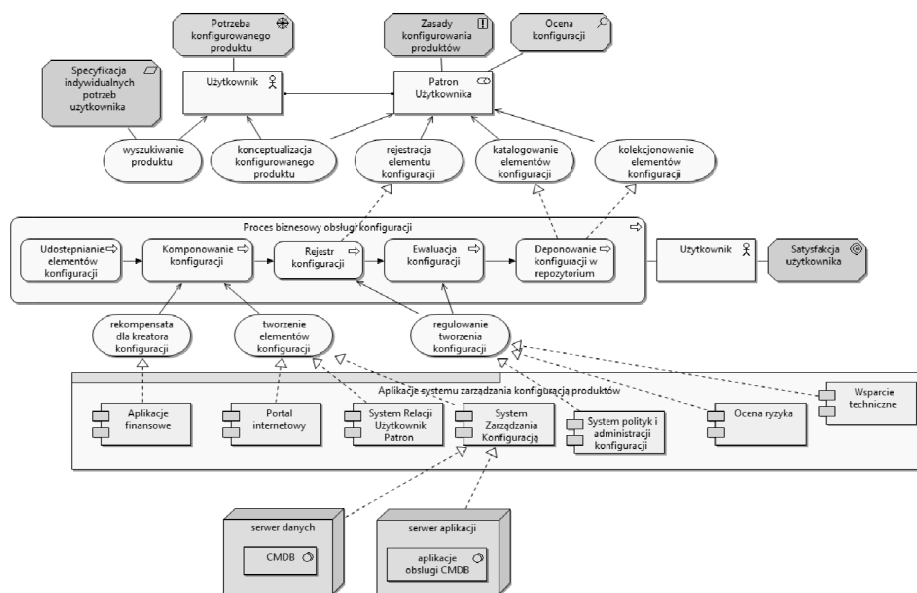 Potrzeba
konfigurowanego
produktu
Zasady
konfigurowania
produktów
Ocena
konfiguracji
Specyfikacja
indywidualnych
potrzeb
użytkownika
Użytkownik
Patron
Użytkownika
wyszukiwanie
produktu
konceptualizacja
konfigurowanego
produktu
rejestracja
elementu
konfiguracji
katalogowanie
elementów
konfiguracji
kolekcjonowanie
elementów
konfiguracji
Proces biznesowy obsługi konfiguracji
Udostępnianie
elementów
konfiguracji
Komponowanie
konfiguracji
Rejestr
konfiguracji
Ewaluacja
konfiguracji
Deponowanie
konfiguracji w
repozytorium
Użytkownik
Satysfakcja
użytkownika
rekompensata
dla kreatora
konfiguracji
tworzenie
elementów
konfiguracji
regulowanie
tworzenia
konfiguracji
Aplikacje systemu zarządzania konfiguracją produktów
Aplikacje
finansowe
Portal
internetowy
System Relacji
Użytkownik
Patron
System
Zarządzania
Konfiguracją
System polityk i
administracji
konfiguracji
Ocena ryzyka
Wsparcie
techniczne
serwer danych
CMDB
serwer aplikacji
aplikacje
obsługi CMDB